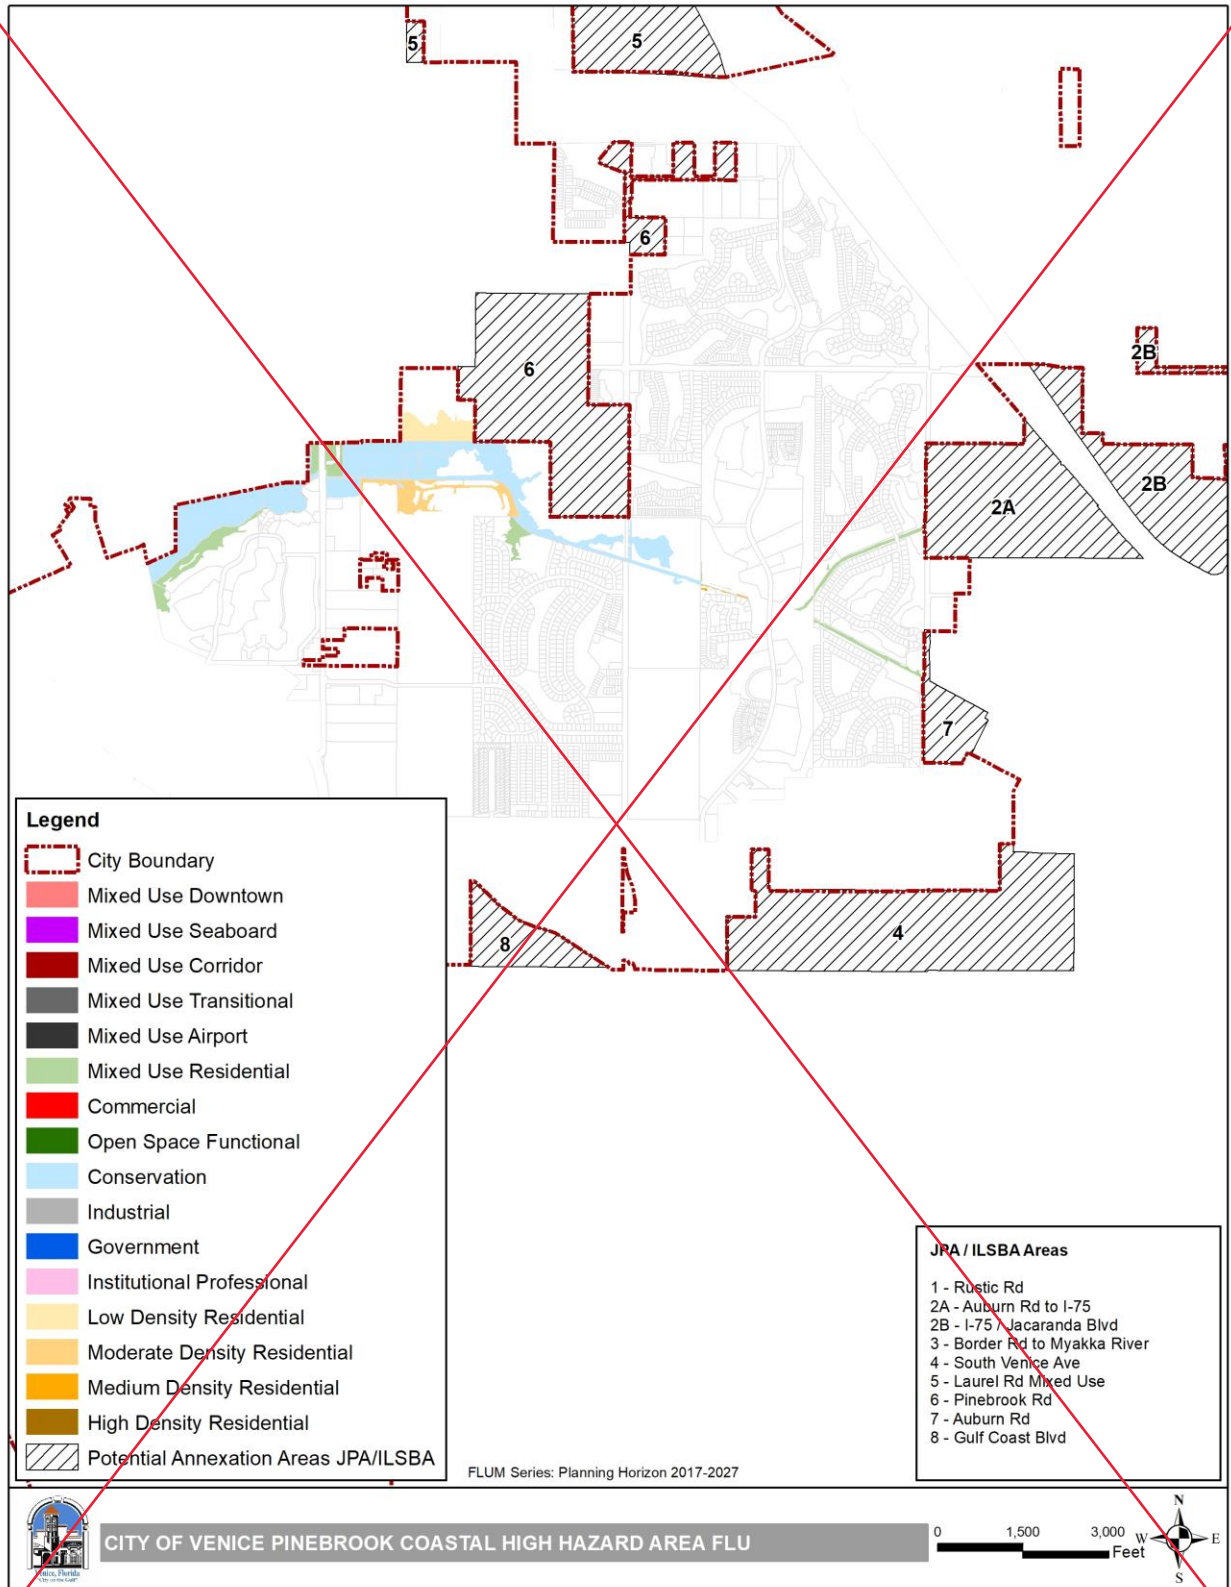 5
5
6
2B
6
2A
2B
7
Legend
City Boundary
Mixed Use Downtown
Mixed Use Seaboard
Mixed Use Corridor
Mixed Use Transitional
Mixed Use Airport
Mixed Use Residential
Commercial
Open Space Functional
Conservation
Industrial
Government
Institutional Professional
Low Density Residential
Moderate Density Residential
Medium Density Residential
High Density Residential
Potential Annexation Areas JPA/ILSBA
8
4
JPA / ILSBA Areas
1 - Rustic Rd
2A - Auburn Rd to I-75
2B - I-75 / Jacaranda Blvd
3 - Border Rd to Myakka River
4 - South Venice Ave
5 - Laurel Rd Mixed Use
6 - Pinebrook Rd
7 - Auburn Rd
8 - Gulf Coast Blvd
FLUM Series: Planning Horizon 2017-2027
Venice, Florida
"City on the Gulf"
CITY OF VENICE PINEBROOK COASTAL HIGH HAZARD AREA FLU
0 1,500 3,000
Feet
N
W E
S